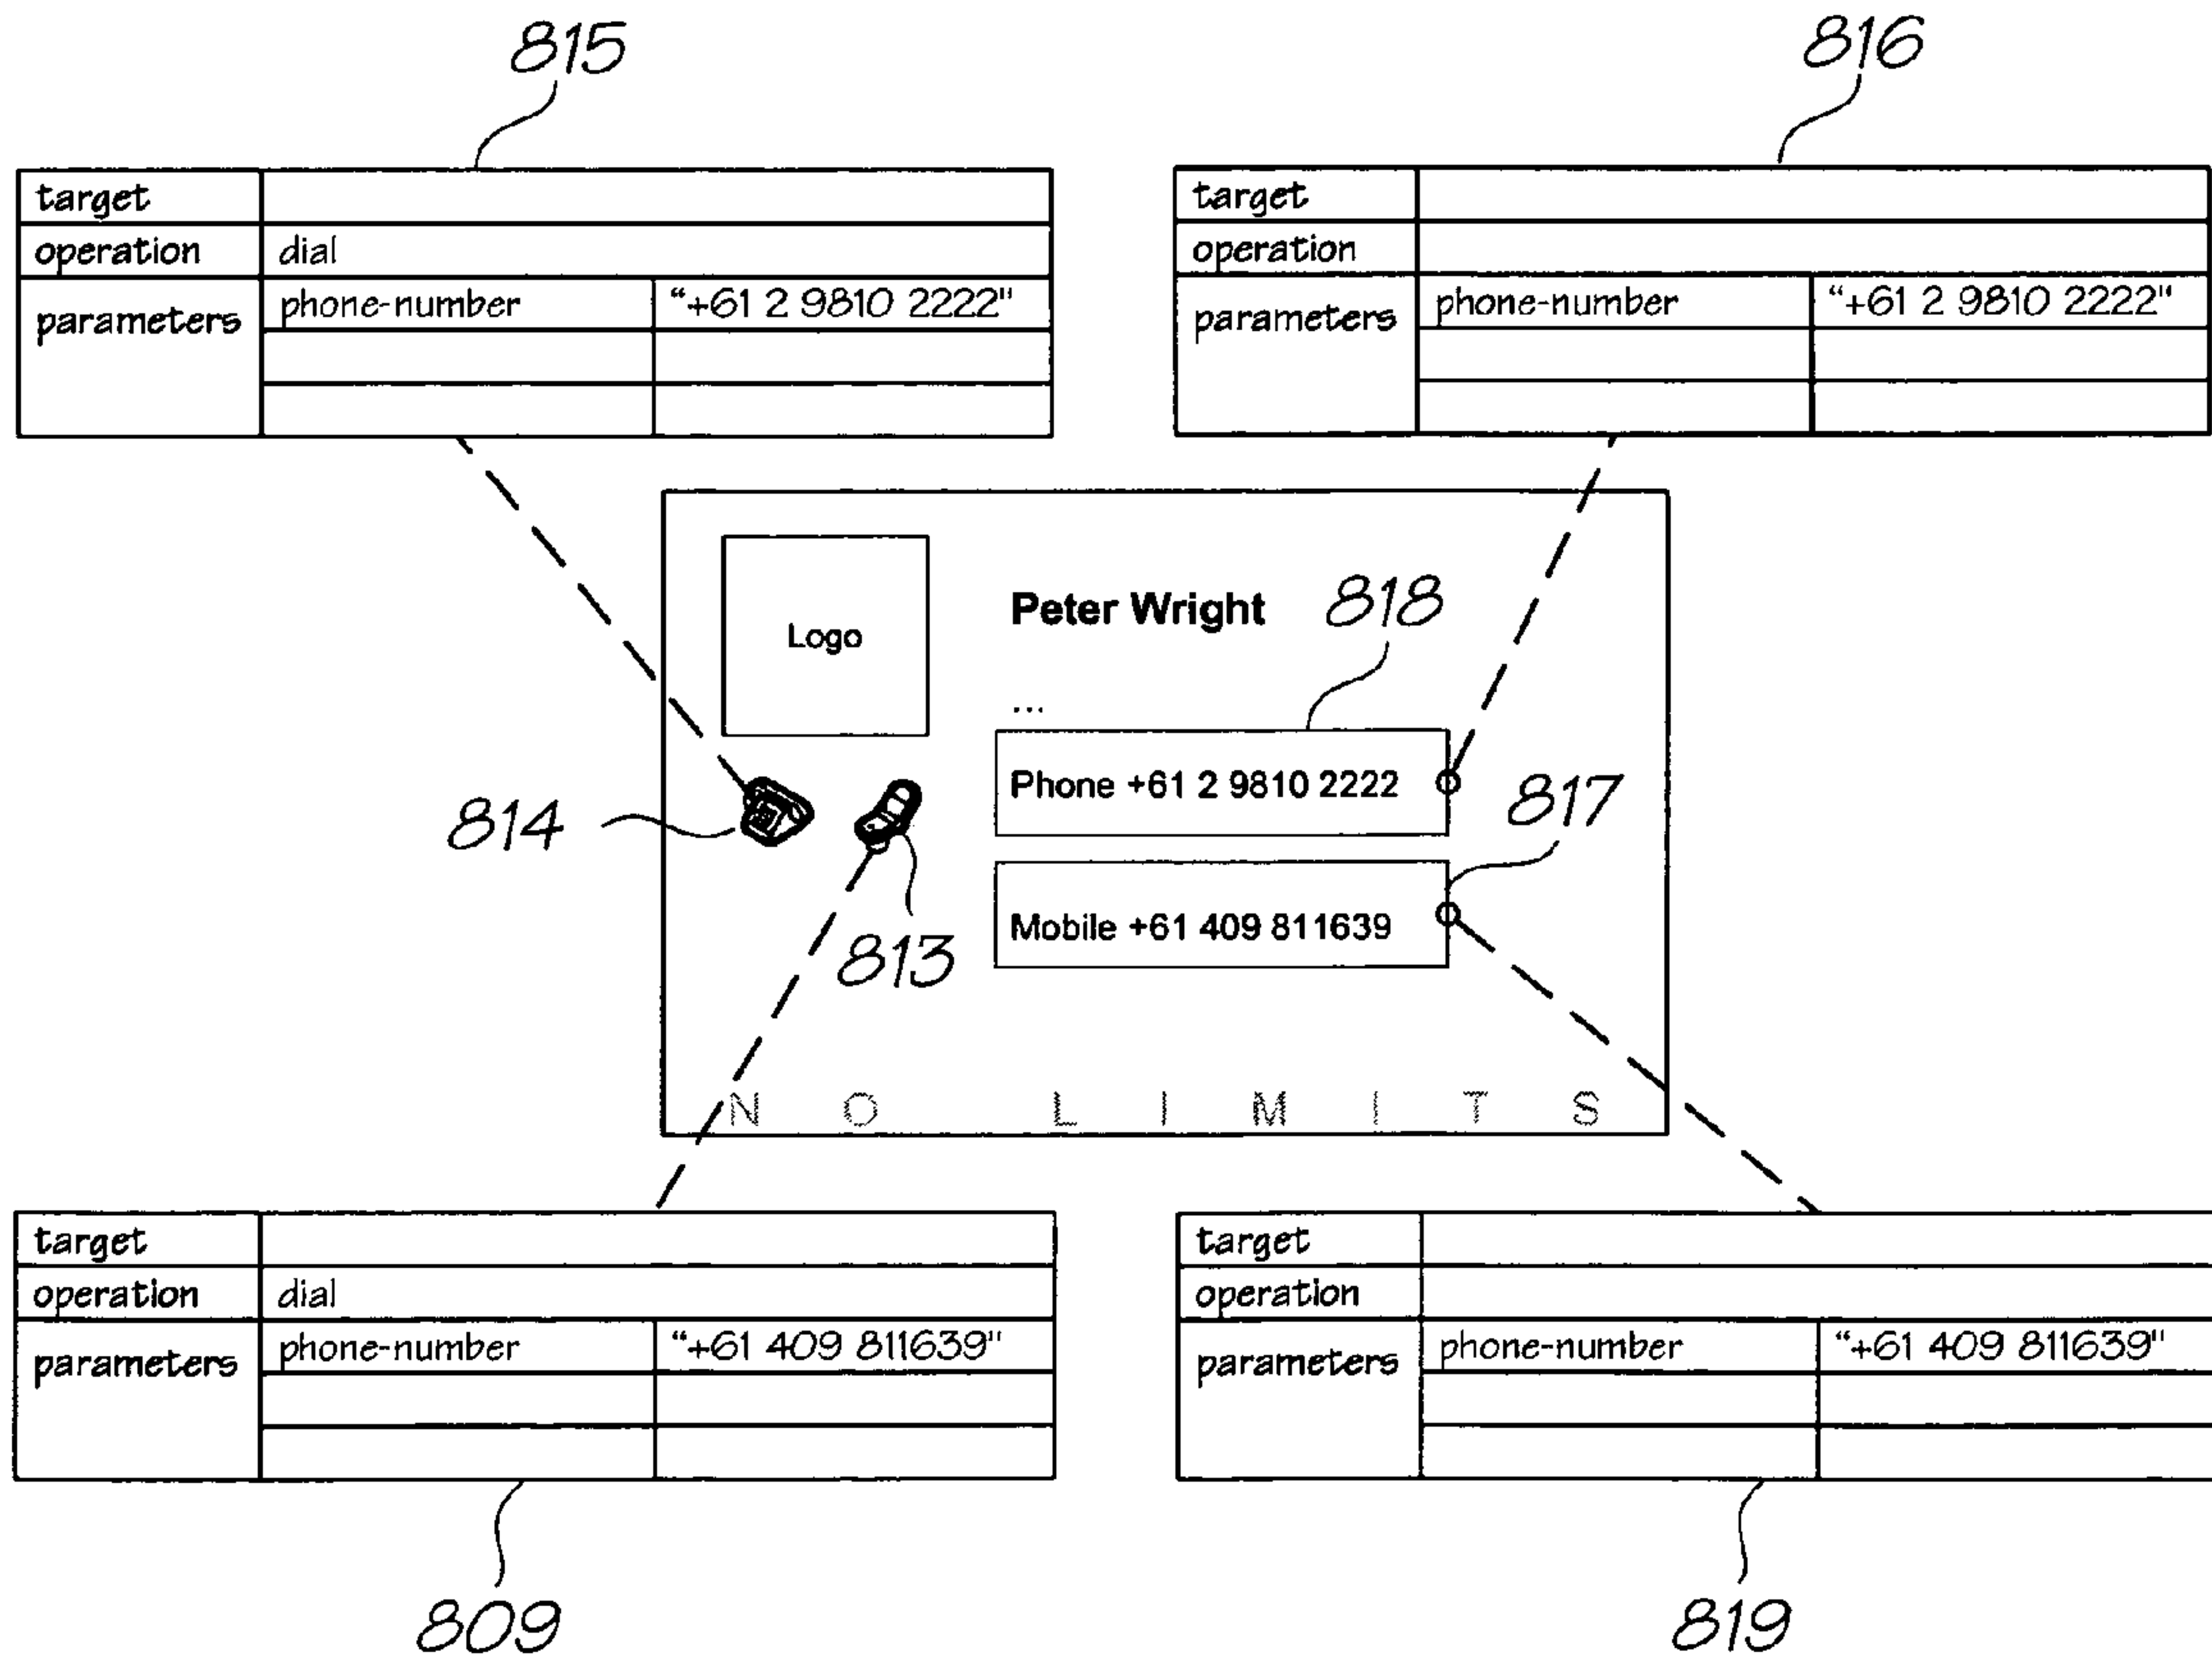 815
816
target
operation dial
parameters phone-number "+61 2 9810 2222"
target
operation
parameters phone-number "+61 2 9810 2222"
Logo
Peter Wright
818
...
Phone +61 2 9810 2222
817
Mobile +61 409 811639
814
813
N O L I M I T S
target
operation dial
parameters phone-number "+61 409 811639"
target
operation
parameters phone-number "+61 409 811639"
809
819